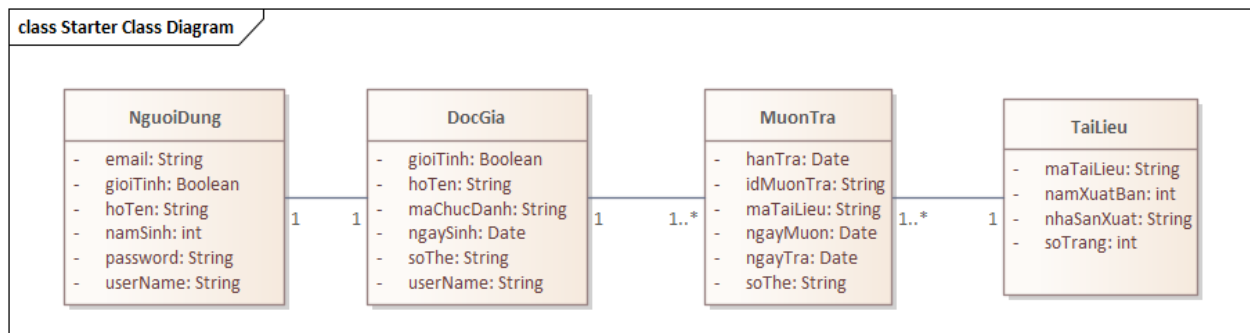 class Starter Class Diagram
NguoiDung
- email: String
- gioiTinh: Boolean
- hoTen: String
- namSinh: int
- password: String
- userName: String
1
1
DocGia
- gioiTinh: Boolean
- hoTen: String
- maChucDanh: String
- ngaySinh: Date
- soThe: String
- userName: String
1
1..*
MuonTra
- hanTra: Date
- idMuonTra: String
- maTaiLieu: String
- ngayMuon: Date
- ngayTra: Date
- soThe: String
1..*
1
TaiLieu
- maTaiLieu: String
- namXuatBan: int
- nhaSanXuat: String
- soTrang: int